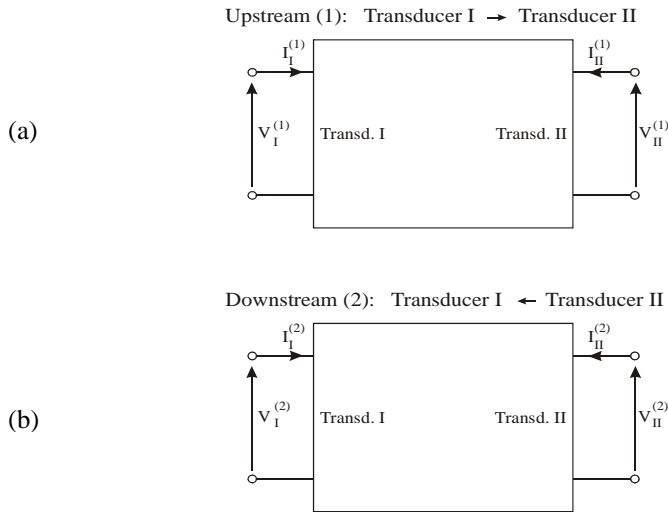 Upstream (1): Transducer I → Transducer II
I_I^(1) I_II^(1)
(a)
V_I^(1) Transd. I Transd. II V_II^(1)
Downstream (2): Transducer I ← Transducer II
I_I^(2) I_II^(2)
(b)
V_I^(2) Transd. I Transd. II V_II^(2)